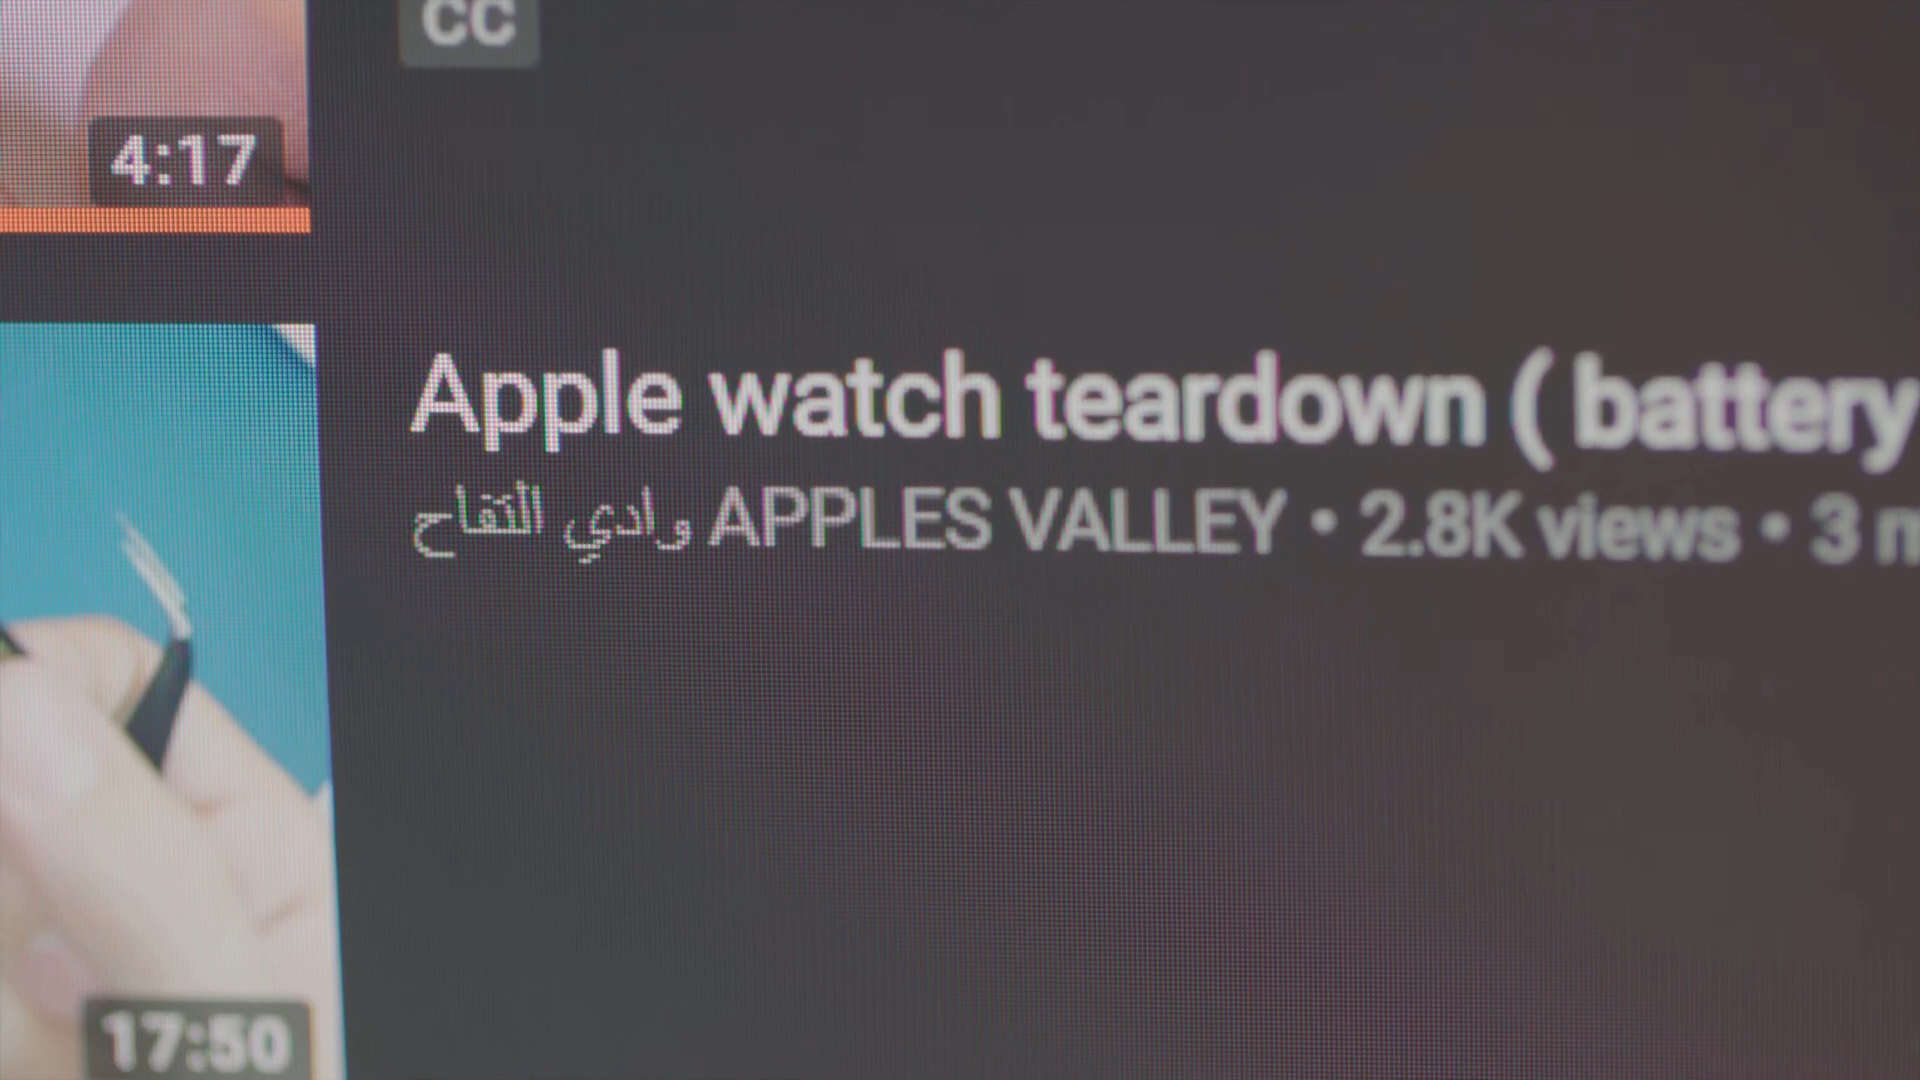 CC
4:17
Apple watch teardown ( battery
وادي التفاح APPLES VALLEY • 2.8K views • 3
17:50